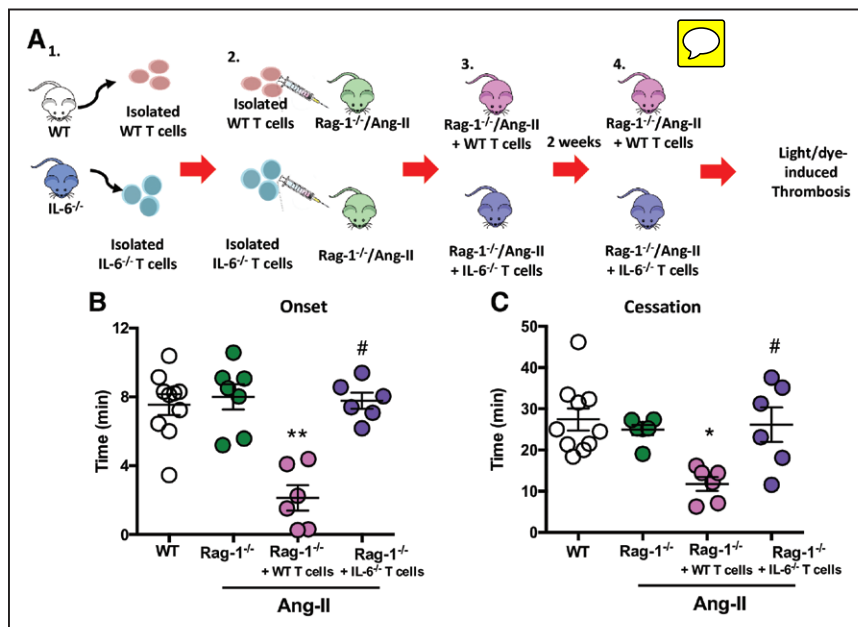 A
1.
WT
IL-6-/-
Isolated
WT T cells
Isolated
IL-6-/- T cells
2.
Isolated
WT T cells
Rag-1-/-/Ang-II
Isolated
IL-6-/- T cells
Rag-1-/-/Ang-II
3.
Rag-1-/-/Ang-II
+ WT T cells
Rag-1-/-/Ang-II
+ IL-6-/- T cells
2 weeks
4.
Rag-1-/-/Ang-II
+ WT T cells
Rag-1-/-/Ang-II
+ IL-6-/- T cells
Light/dye-
induced
Thrombosis
B
Onset
Time (min)
12
8
4
0
**
#
WT
Rag-1-/-
Rag-1-/-
+ WT T cells
Rag-1-/-
+ IL-6-/- T cells
Ang-II
C
Cessation
Time (min)
50
40
30
20
10
0
*
#
WT
Rag-1-/-
Rag-1-/-
+ WT T cells
Rag-1-/-
+ IL-6-/- T cells
Ang-II